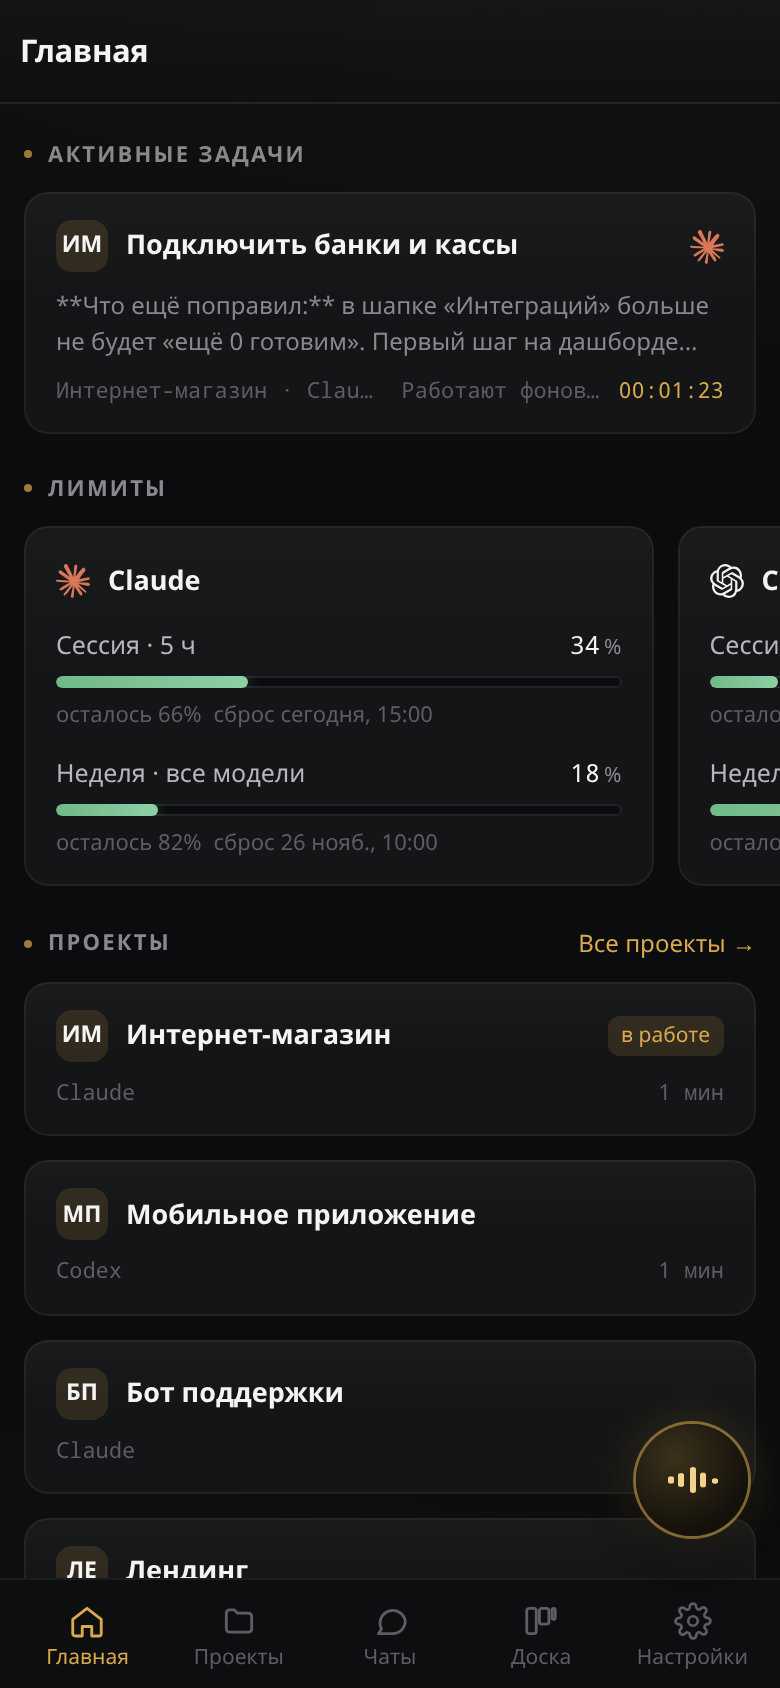 Главная
АКТИВНЫЕ ЗАДАЧИ
ИМ Подключить банки и кассы
**Что ещё поправил:** в шапке «Интеграций» больше
не будет «ещё 0 готовим». Первый шаг на дашборде…
Интернет-магазин · Clau… Работают фонов… 00:01:23
ЛИМИТЫ
Claude
Сессия · 5 ч 34 %
осталось 66% сброс сегодня, 15:00
Неделя · все модели 18 %
осталось 82% сброс 26 нояб., 10:00
C
Сесси
остало
Недел
остало
ПРОЕКТЫ Все проекты →
ИМ Интернет-магазин в работе
Claude 1 мин
МП Мобильное приложение
Codex 1 мин
БП Бот поддержки
Claude
ЛЕ Лендинг
Главная Проекты Чаты Доска Настройки